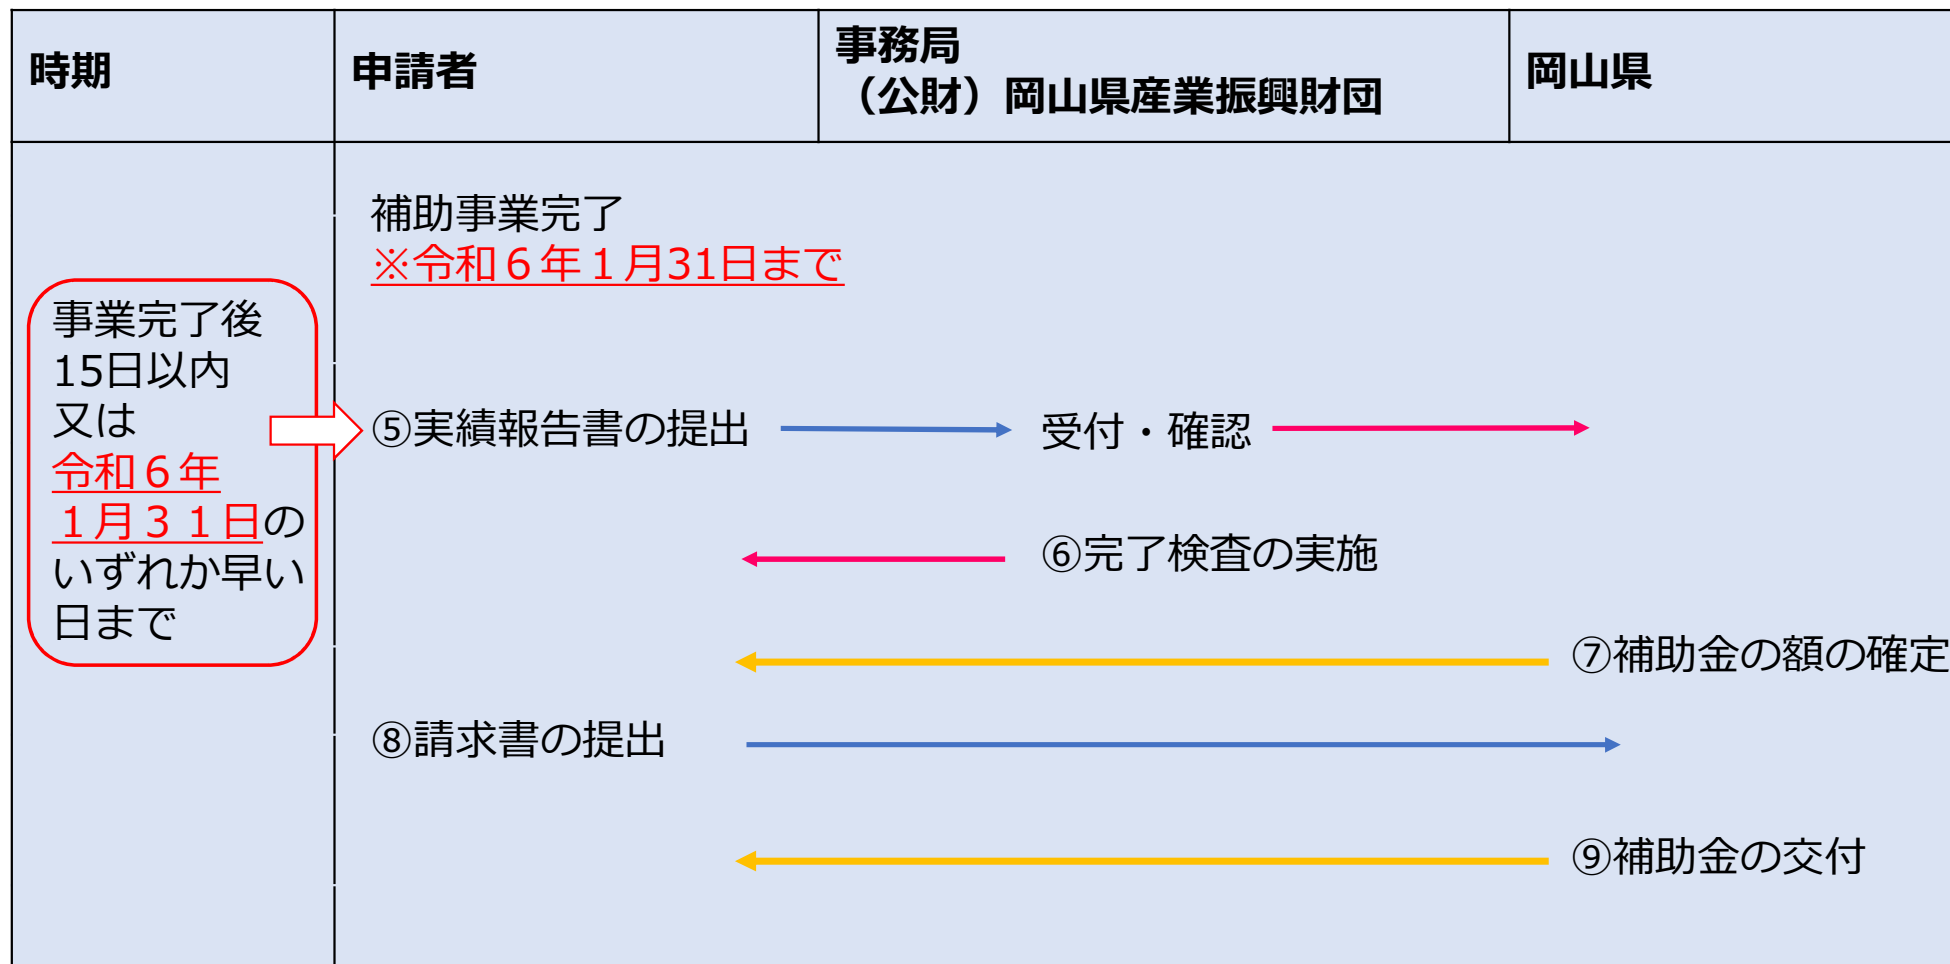 時期
申請者
事務局
（公財）岡山県産業振興財団
岡山県
補助事業完了
※令和６年１月31日まで
事業完了後
15日以内
又は
令和６年
１月３１日の
いずれか早い
日まで
⑤実績報告書の提出
受付・確認
⑥完了検査の実施
⑦補助金の額の確定
⑧請求書の提出
⑨補助金の交付